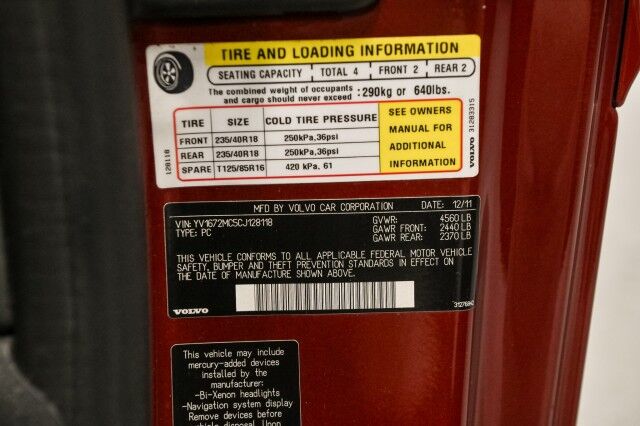 TIRE AND LOADING INFORMATION
SEATING CAPACITY TOTAL 4 FRONT 2 REAR 2
The combined weight of occupants
and cargo should never exceed :290kg or 640lbs.
TIRE SIZE COLD TIRE PRESSURE
FRONT 235/40R18 250kPa,36psi
REAR 235/40R18 250kPa,36psi
SPARE T125/85R16 420 kPa, 61
SEE OWNERS
MANUAL FOR
ADDITIONAL
INFORMATION
128118
VOLVO 31283315
MFD BY VOLVO CAR CORPORATION DATE: 12/11
VIN: YV1672MC5CJ128118 GVWR: 4560 LB
TYPE: PC GAWR FRONT: 2440 LB
GAWR REAR: 2370 LB
THIS VEHICLE CONFORMS TO ALL APPLICABLE FEDERAL MOTOR VEHICLE
SAFETY, BUMPER AND THEFT PREVENTION STANDARDS IN EFFECT ON
THE DATE OF MANUFACTURE SHOWN ABOVE.
VOLVO
This vehicle may include
mercury-added devices
installed by the
manufacturer:
-Bi-Xenon headlights
-Navigation system display
Remove devices before
vehicle disposal. Upon